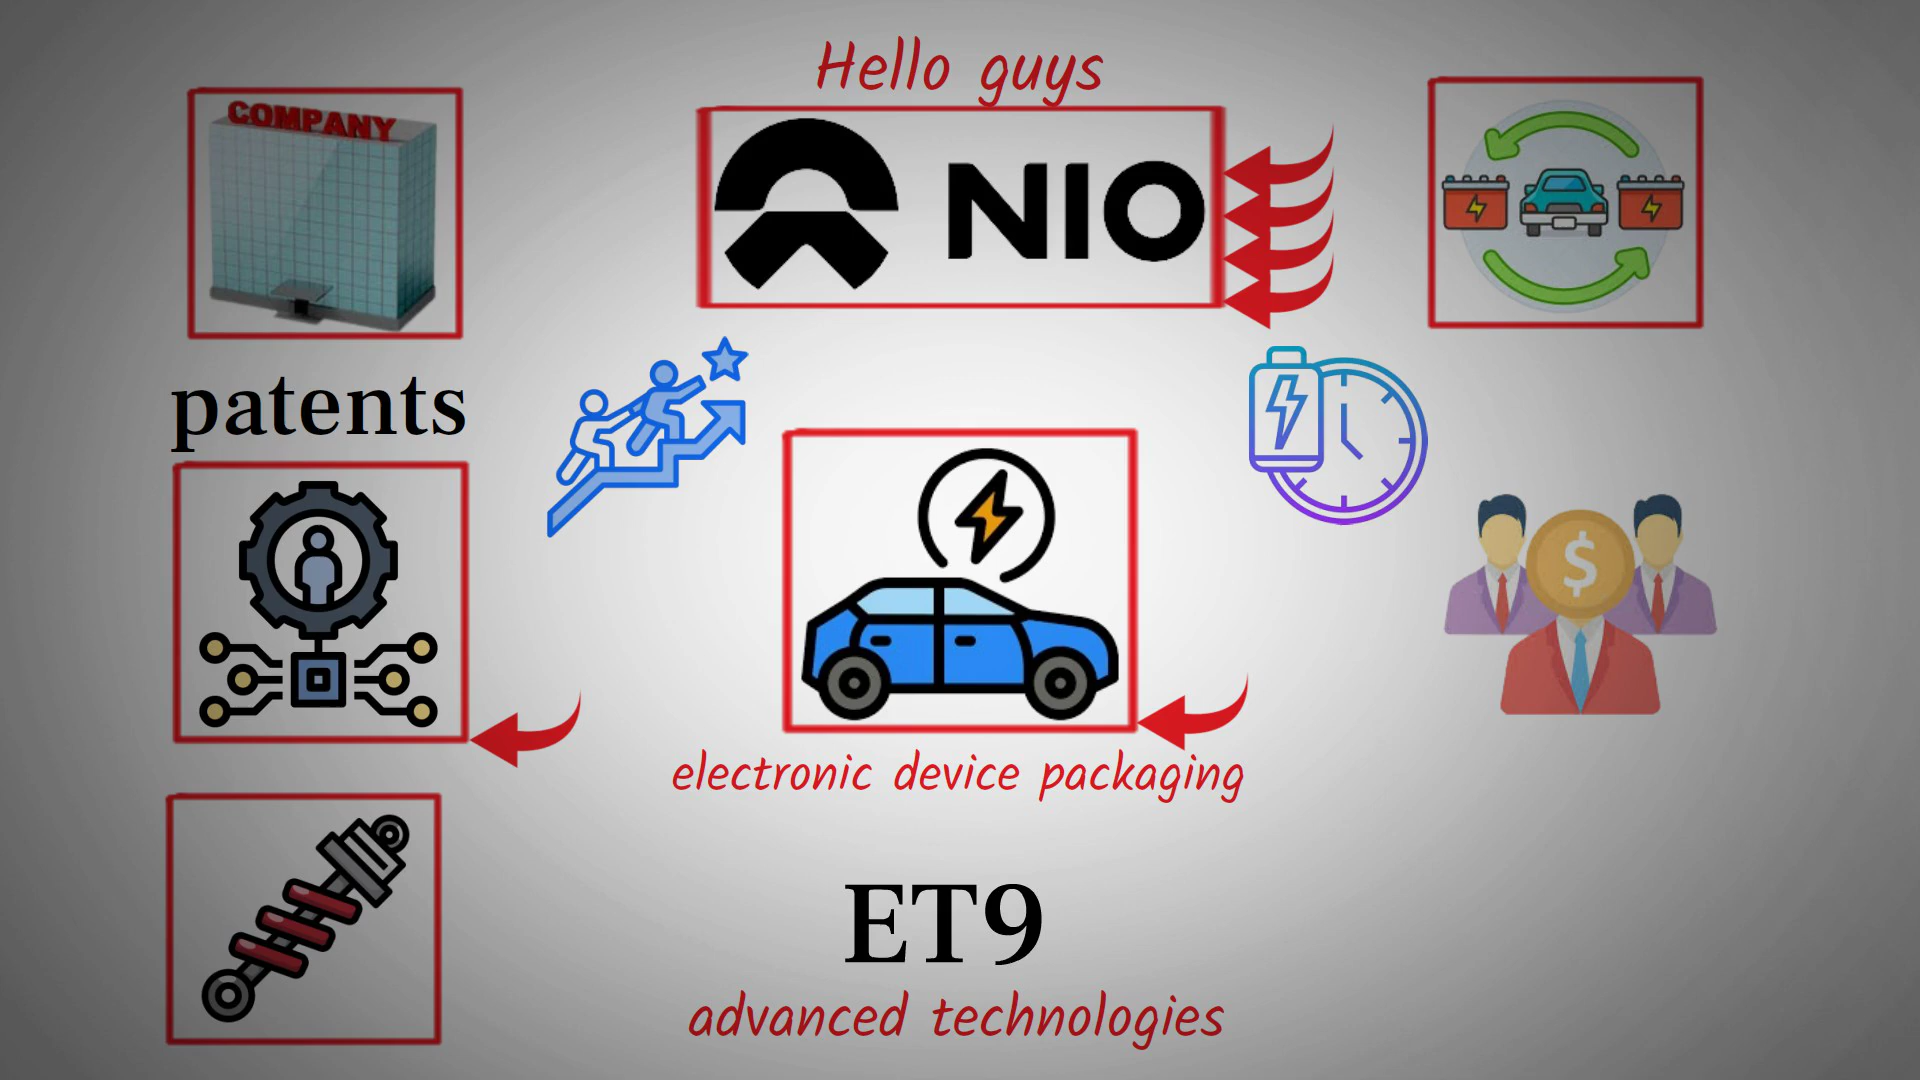 Hello guys
COMPANY
NIO
patents
$
electronic device packaging
ET9
advanced technologies